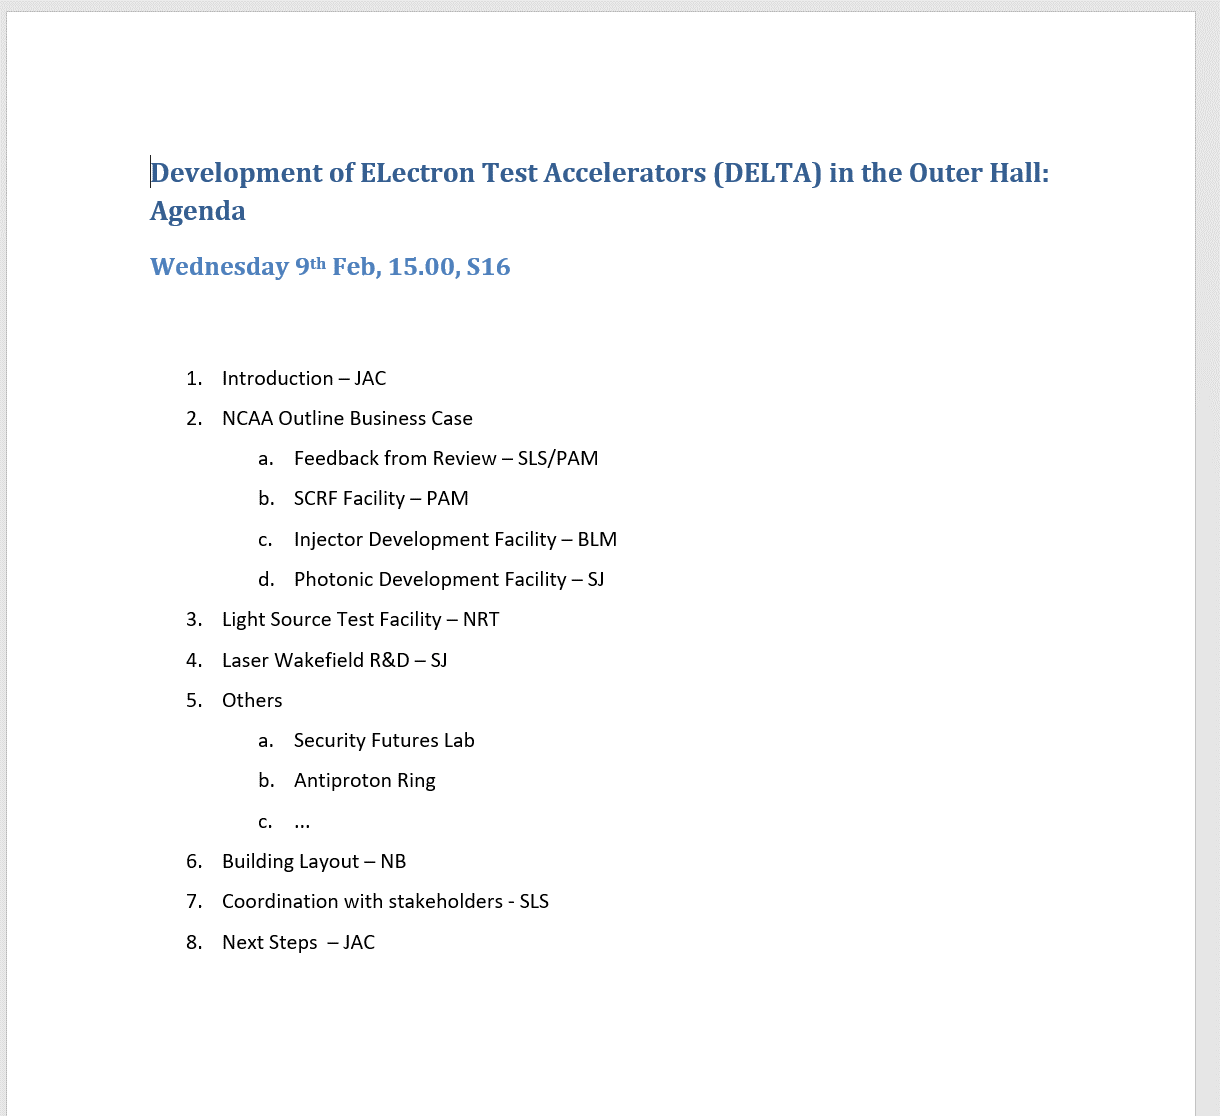 Development of ELectron Test Accelerators (DELTA) in the Outer Hall:
Agenda
Wednesday 9th Feb, 15.00, S16
1. Introduction – JAC
2. NCAA Outline Business Case
a. Feedback from Review – SLS/PAM
b. SCRF Facility – PAM
c. Injector Development Facility – BLM
d. Photonic Development Facility – SJ
3. Light Source Test Facility – NRT
4. Laser Wakefield R&D – SJ
5. Others
a. Security Futures Lab
b. Antiproton Ring
c. ...
6. Building Layout – NB
7. Coordination with stakeholders - SLS
8. Next Steps  – JAC